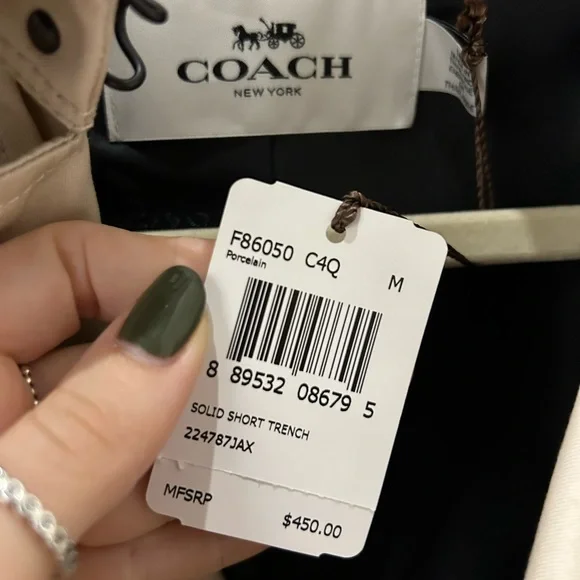 COACH
NEW YORK
F86050 C4Q M
Porcelain
8 89532 08679 5
SOLID SHORT TRENCH
224787JAX
MFSRP $450.00